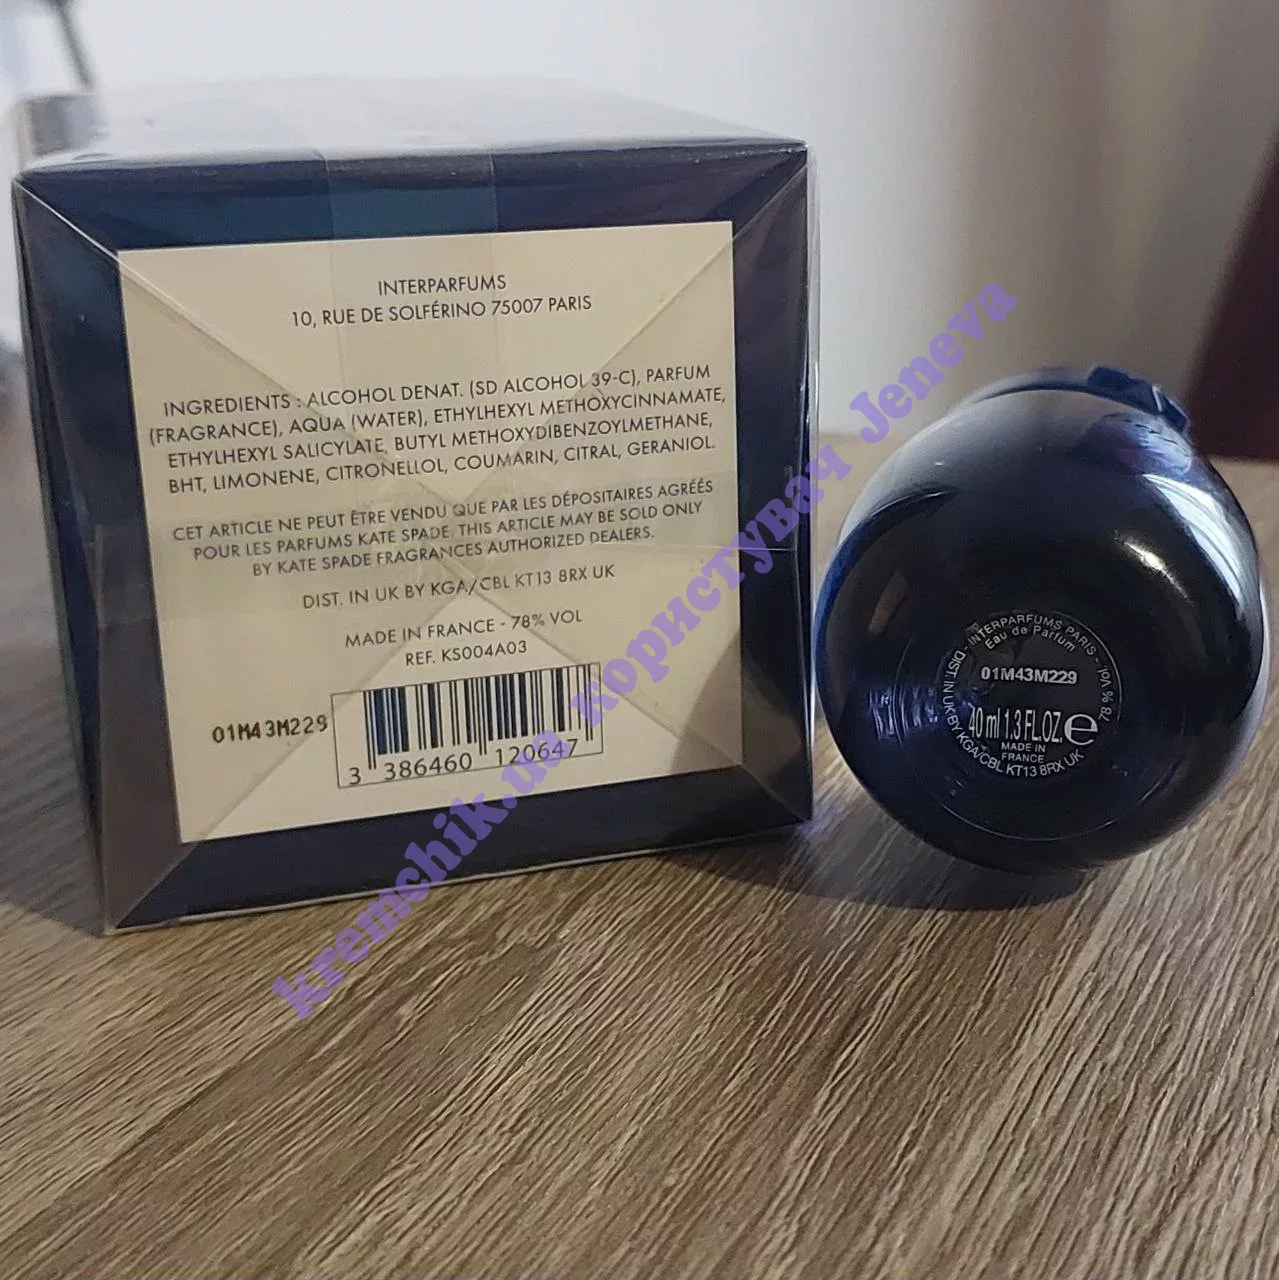 INTERPARFUMS
10, RUE DE SOLFÉRINO 75007 PARIS
INGREDIENTS : ALCOHOL DENAT. (SD ALCOHOL 39-C), PARFUM
(FRAGRANCE), AQUA (WATER), ETHYLHEXYL METHOXYCINNAMATE,
ETHYLHEXYL SALICYLATE, BUTYL METHOXYDIBENZOYLMETHANE,
BHT, LIMONENE, CITRONELLOL, COUMARIN, CITRAL, GERANIOL.
CET ARTICLE NE PEUT ÊTRE VENDU QUE PAR LES DÉPOSITAIRES AGRÉÉS
POUR LES PARFUMS KATE SPADE. THIS ARTICLE MAY BE SOLD ONLY
BY KATE SPADE FRAGRANCES AUTHORIZED DEALERS.
DIST. IN UK BY KGA/CBL KT13 8RX UK
MADE IN FRANCE - 78% VOL
REF. KS004A03
01M43M229
3 386460 120647
INTERPARFUMS PARIS - 78% Vol.
Eau de Parfum
01M43M229
40 ml 1.3 FL.OZ. e
MADE IN
FRANCE
DIST. IN UK BY KGA/CBL KT13 8RX UK
kremchik.ua користувач Jeneva